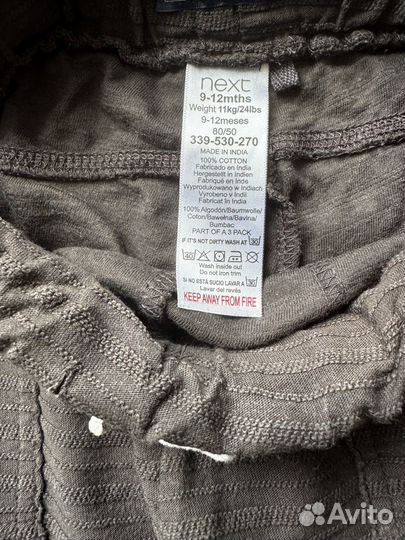 next
9-12mths
Weight 11kg/24lbs
9-12meses
80/50
339-530-270
MADE IN INDIA
100% COTTON
Fabricado en India
Hergestellt in Indien
Fabriqué en Inde
Wyprodukowano w Indiach
Vyrobeno v Indii
Fabricat în India
100% Algodón/Baumwolle/
Coton/Bawełna/Bavlna/
Bumbac
PART OF A 3 PACK
IF IT'S NOT DIRTY WASH AT 30
40
Wash inside out
Do not iron trim
SI NO ESTÁ SUCIO LAVAR A 30
Lavar del revés
KEEP AWAY FROM FIRE
Avito